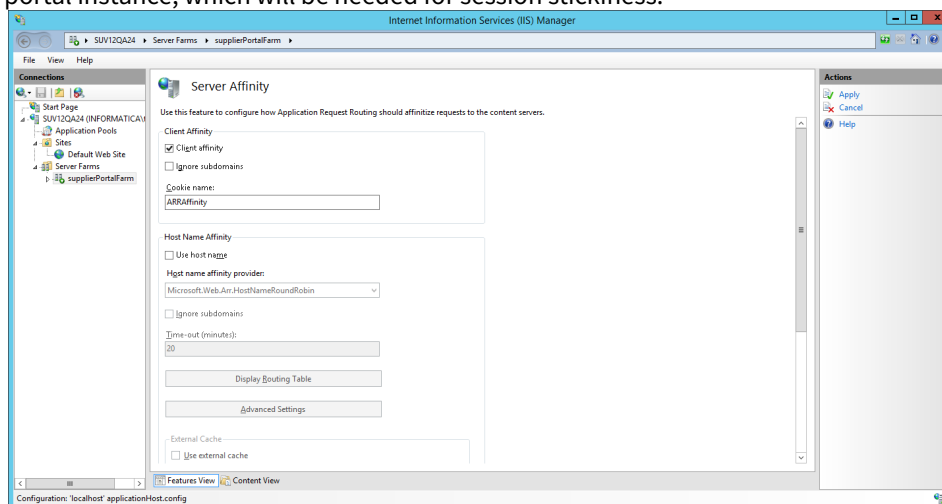 portal instance, which will be needed for session stickiness.
Internet Information Services (IIS) Manager
SUV12QA24 Server Farms supplierPortalFarm
File View Help
Connections
Start Page
SUV12QA24 (INFORMATICA\
Application Pools
Sites
Default Web Site
Server Farms
supplierPortalFarm
Server Affinity
Use this feature to configure how Application Request Routing should affinitize requests to the content servers.
Client Affinity
Client affinity
Ignore subdomains
Cookie name:
ARRAffinity
Host Name Affinity
Use host name
Host name affinity provider:
Microsoft.Web.Arr.HostNameRoundRobin
Ignore subdomains
Time-out (minutes):
20
Display Routing Table
Advanced Settings
External Cache
Use external cache
Features View Content View
Actions
Apply
Cancel
Help
Configuration: 'localhost' applicationHost.config